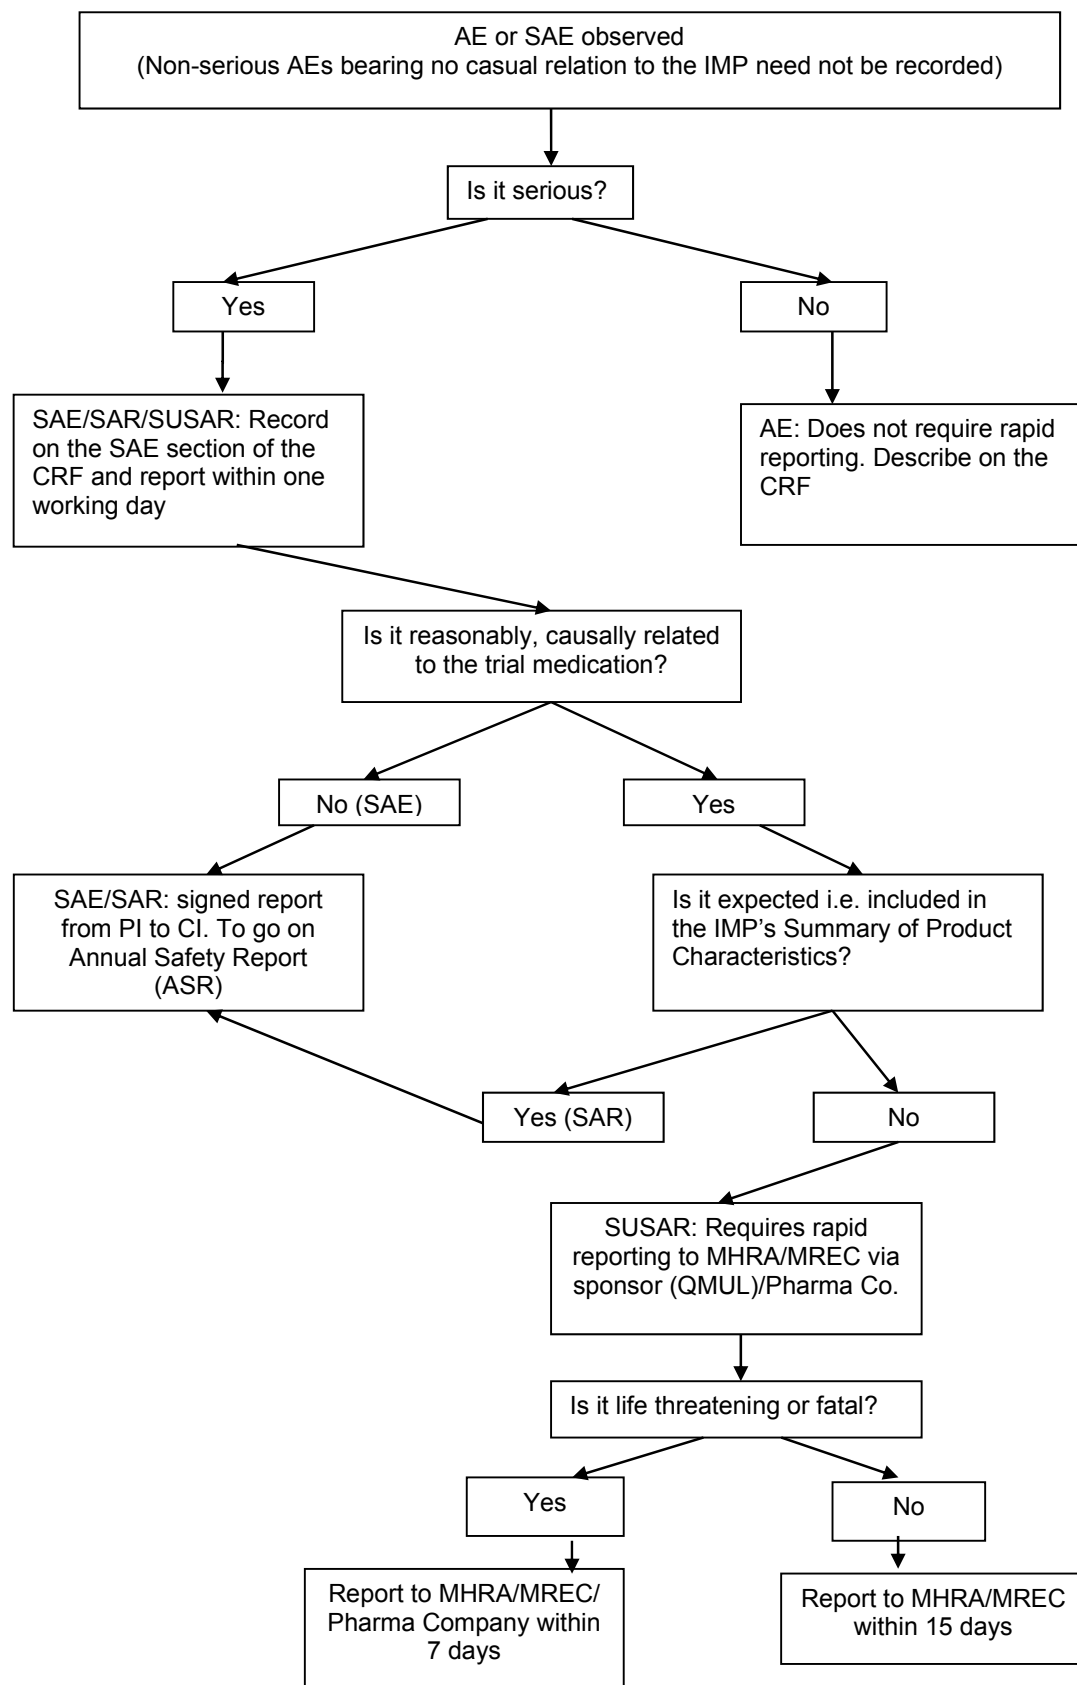 AE or SAE observed
(Non-serious AEs bearing no casual relation to the IMP need not be recorded)
Is it serious?
Yes
No
SAE/SAR/SUSAR: Record
on the SAE section of the
CRF and report within one
working day
AE: Does not require rapid
reporting. Describe on the
CRF
Is it reasonably, causally related
to the trial medication?
No (SAE)
Yes
SAE/SAR: signed report
from PI to CI. To go on
Annual Safety Report
(ASR)
Is it expected i.e. included in
the IMP’s Summary of Product
Characteristics?
Yes (SAR)
No
SUSAR: Requires rapid
reporting to MHRA/MREC via
sponsor (QMUL)/Pharma Co.
Is it life threatening or fatal?
Yes
No
Report to MHRA/MREC/
Pharma Company within
7 days
Report to MHRA/MREC
within 15 days